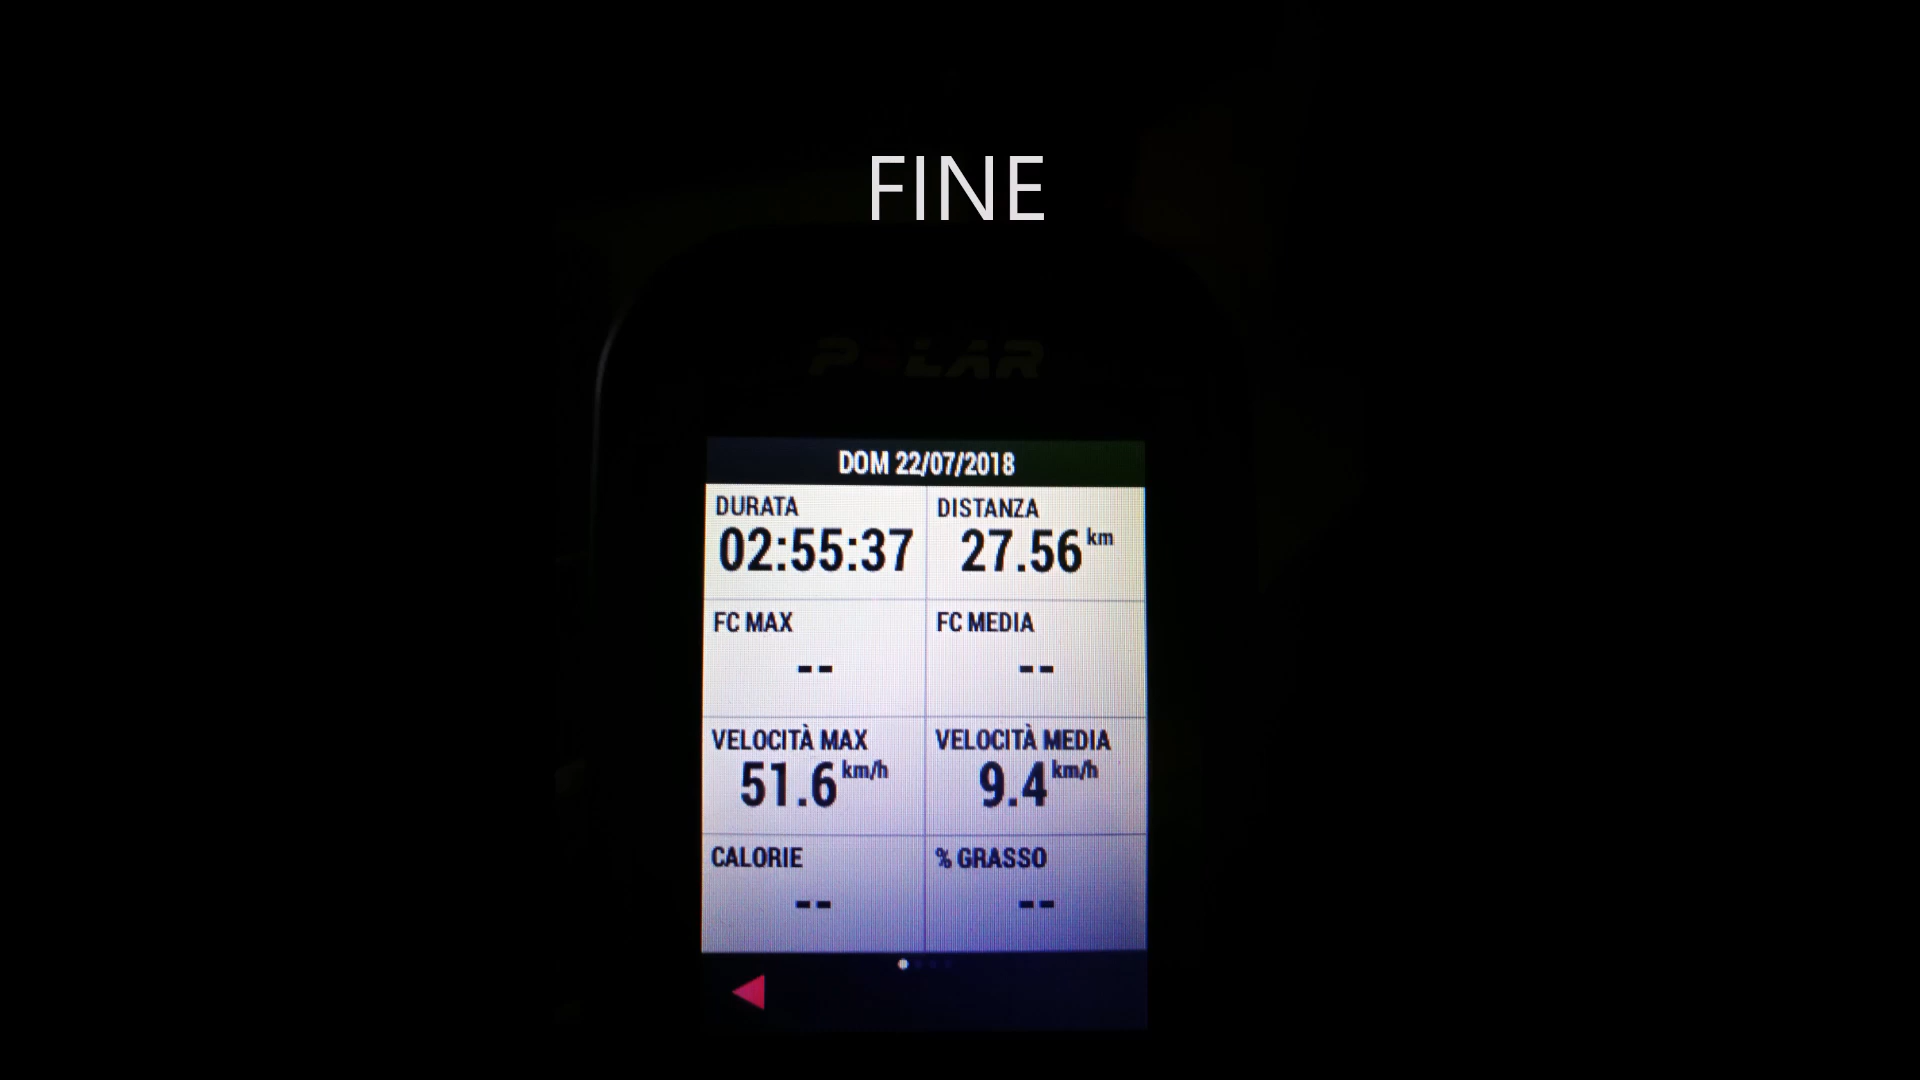 FINE
POLAR
DOM 22/07/2018
DURATA DISTANZA
02:55:37 27.56 km
FC MAX FC MEDIA
-- --
VELOCITÀ MAX VELOCITÀ MEDIA
51.6 km/h 9.4 km/h
CALORIE % GRASSO
-- --